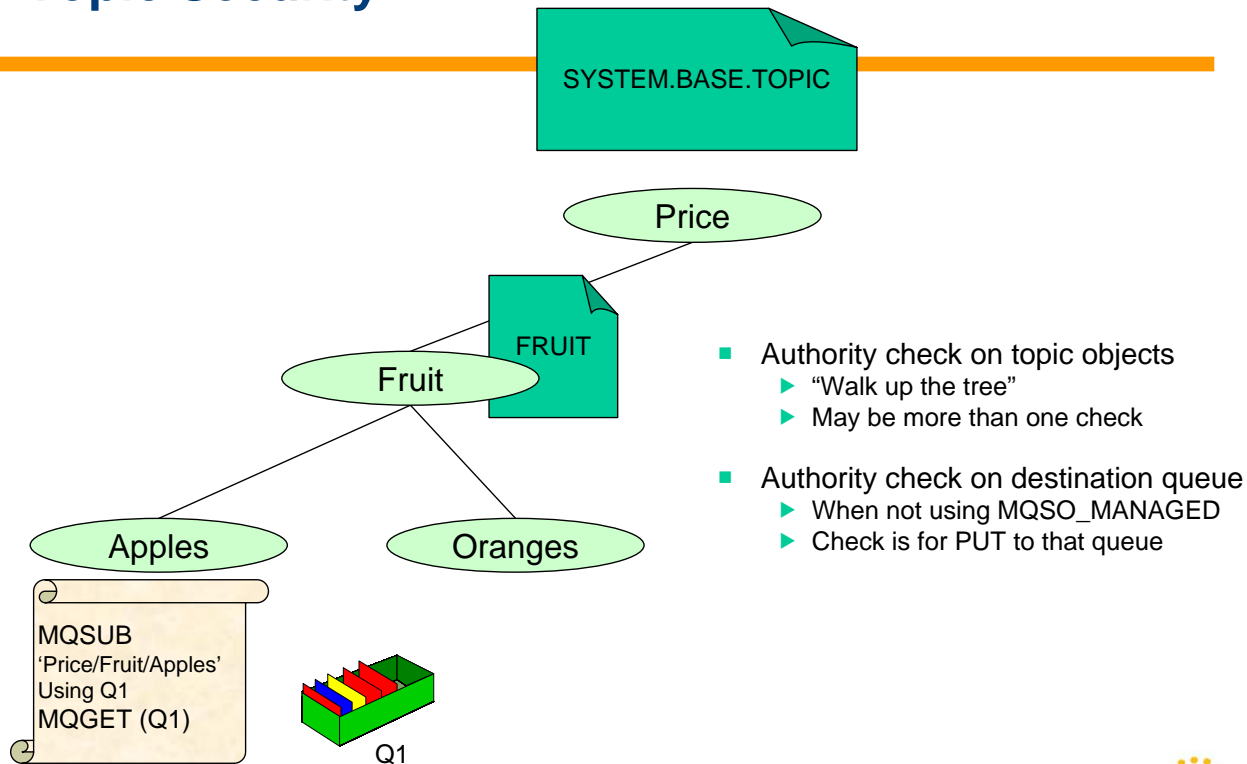 Topic Security
SYSTEM.BASE.TOPIC
Price
FRUIT
Fruit
Apples
Oranges
MQSUB
‘Price/Fruit/Apples’
Using Q1
MQGET (Q1)
Q1
Authority check on topic objects
“Walk up the tree”
May be more than one check
Authority check on destination queue
When not using MQSO_MANAGED
Check is for PUT to that queue